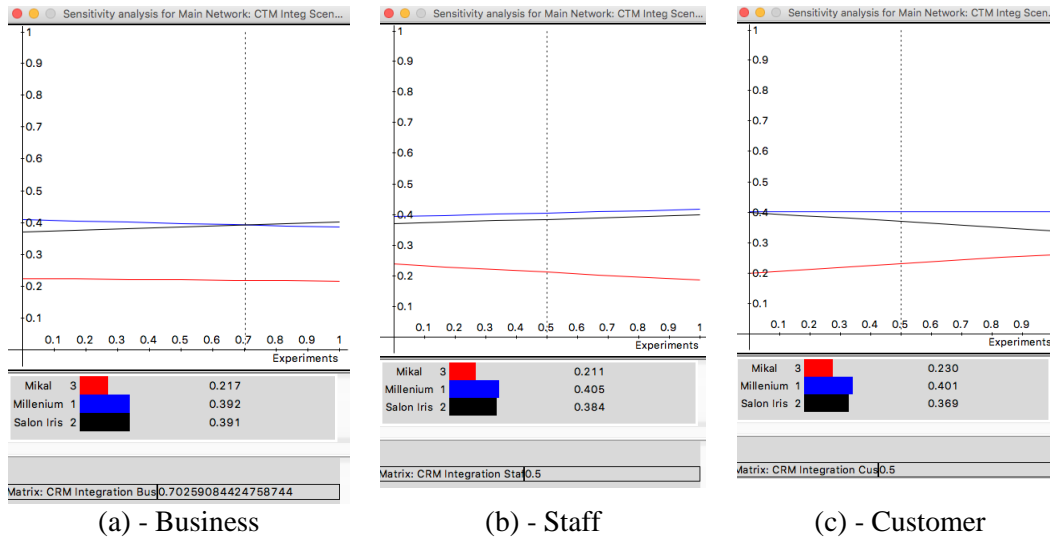 Sensitivity analysis for Main Network: CTM Integ Scen...
1
0.9
0.8
0.7
0.6
0.5
0.4
0.3
0.2
0.1
0.1 0.2 0.3 0.4 0.5 0.6 0.7 0.8 0.9 1
Experiments
Mikal 3 0.217
Millenium 1 0.392
Salon Iris 2 0.391
Matrix: CRM Integration Bus 0.70259084424758744
(a) - Business
Sensitivity analysis for Main Network: CTM Integ Scen...
1
0.9
0.8
0.7
0.6
0.5
0.4
0.3
0.2
0.1
0.1 0.2 0.3 0.4 0.5 0.6 0.7 0.8 0.9 1
Experiments
Mikal 3 0.211
Millenium 1 0.405
Salon Iris 2 0.384
Matrix: CRM Integration Staf 0.5
(b) - Staff
Sensitivity analysis for Main Network: CTM Integ Scen...
1
0.9
0.8
0.7
0.6
0.5
0.4
0.3
0.2
0.1
0.1 0.2 0.3 0.4 0.5 0.6 0.7 0.8 0.9
Experiments
Mikal 3 0.230
Millenium 1 0.401
Salon Iris 2 0.369
Matrix: CRM Integration Cus 0.5
(c) - Customer